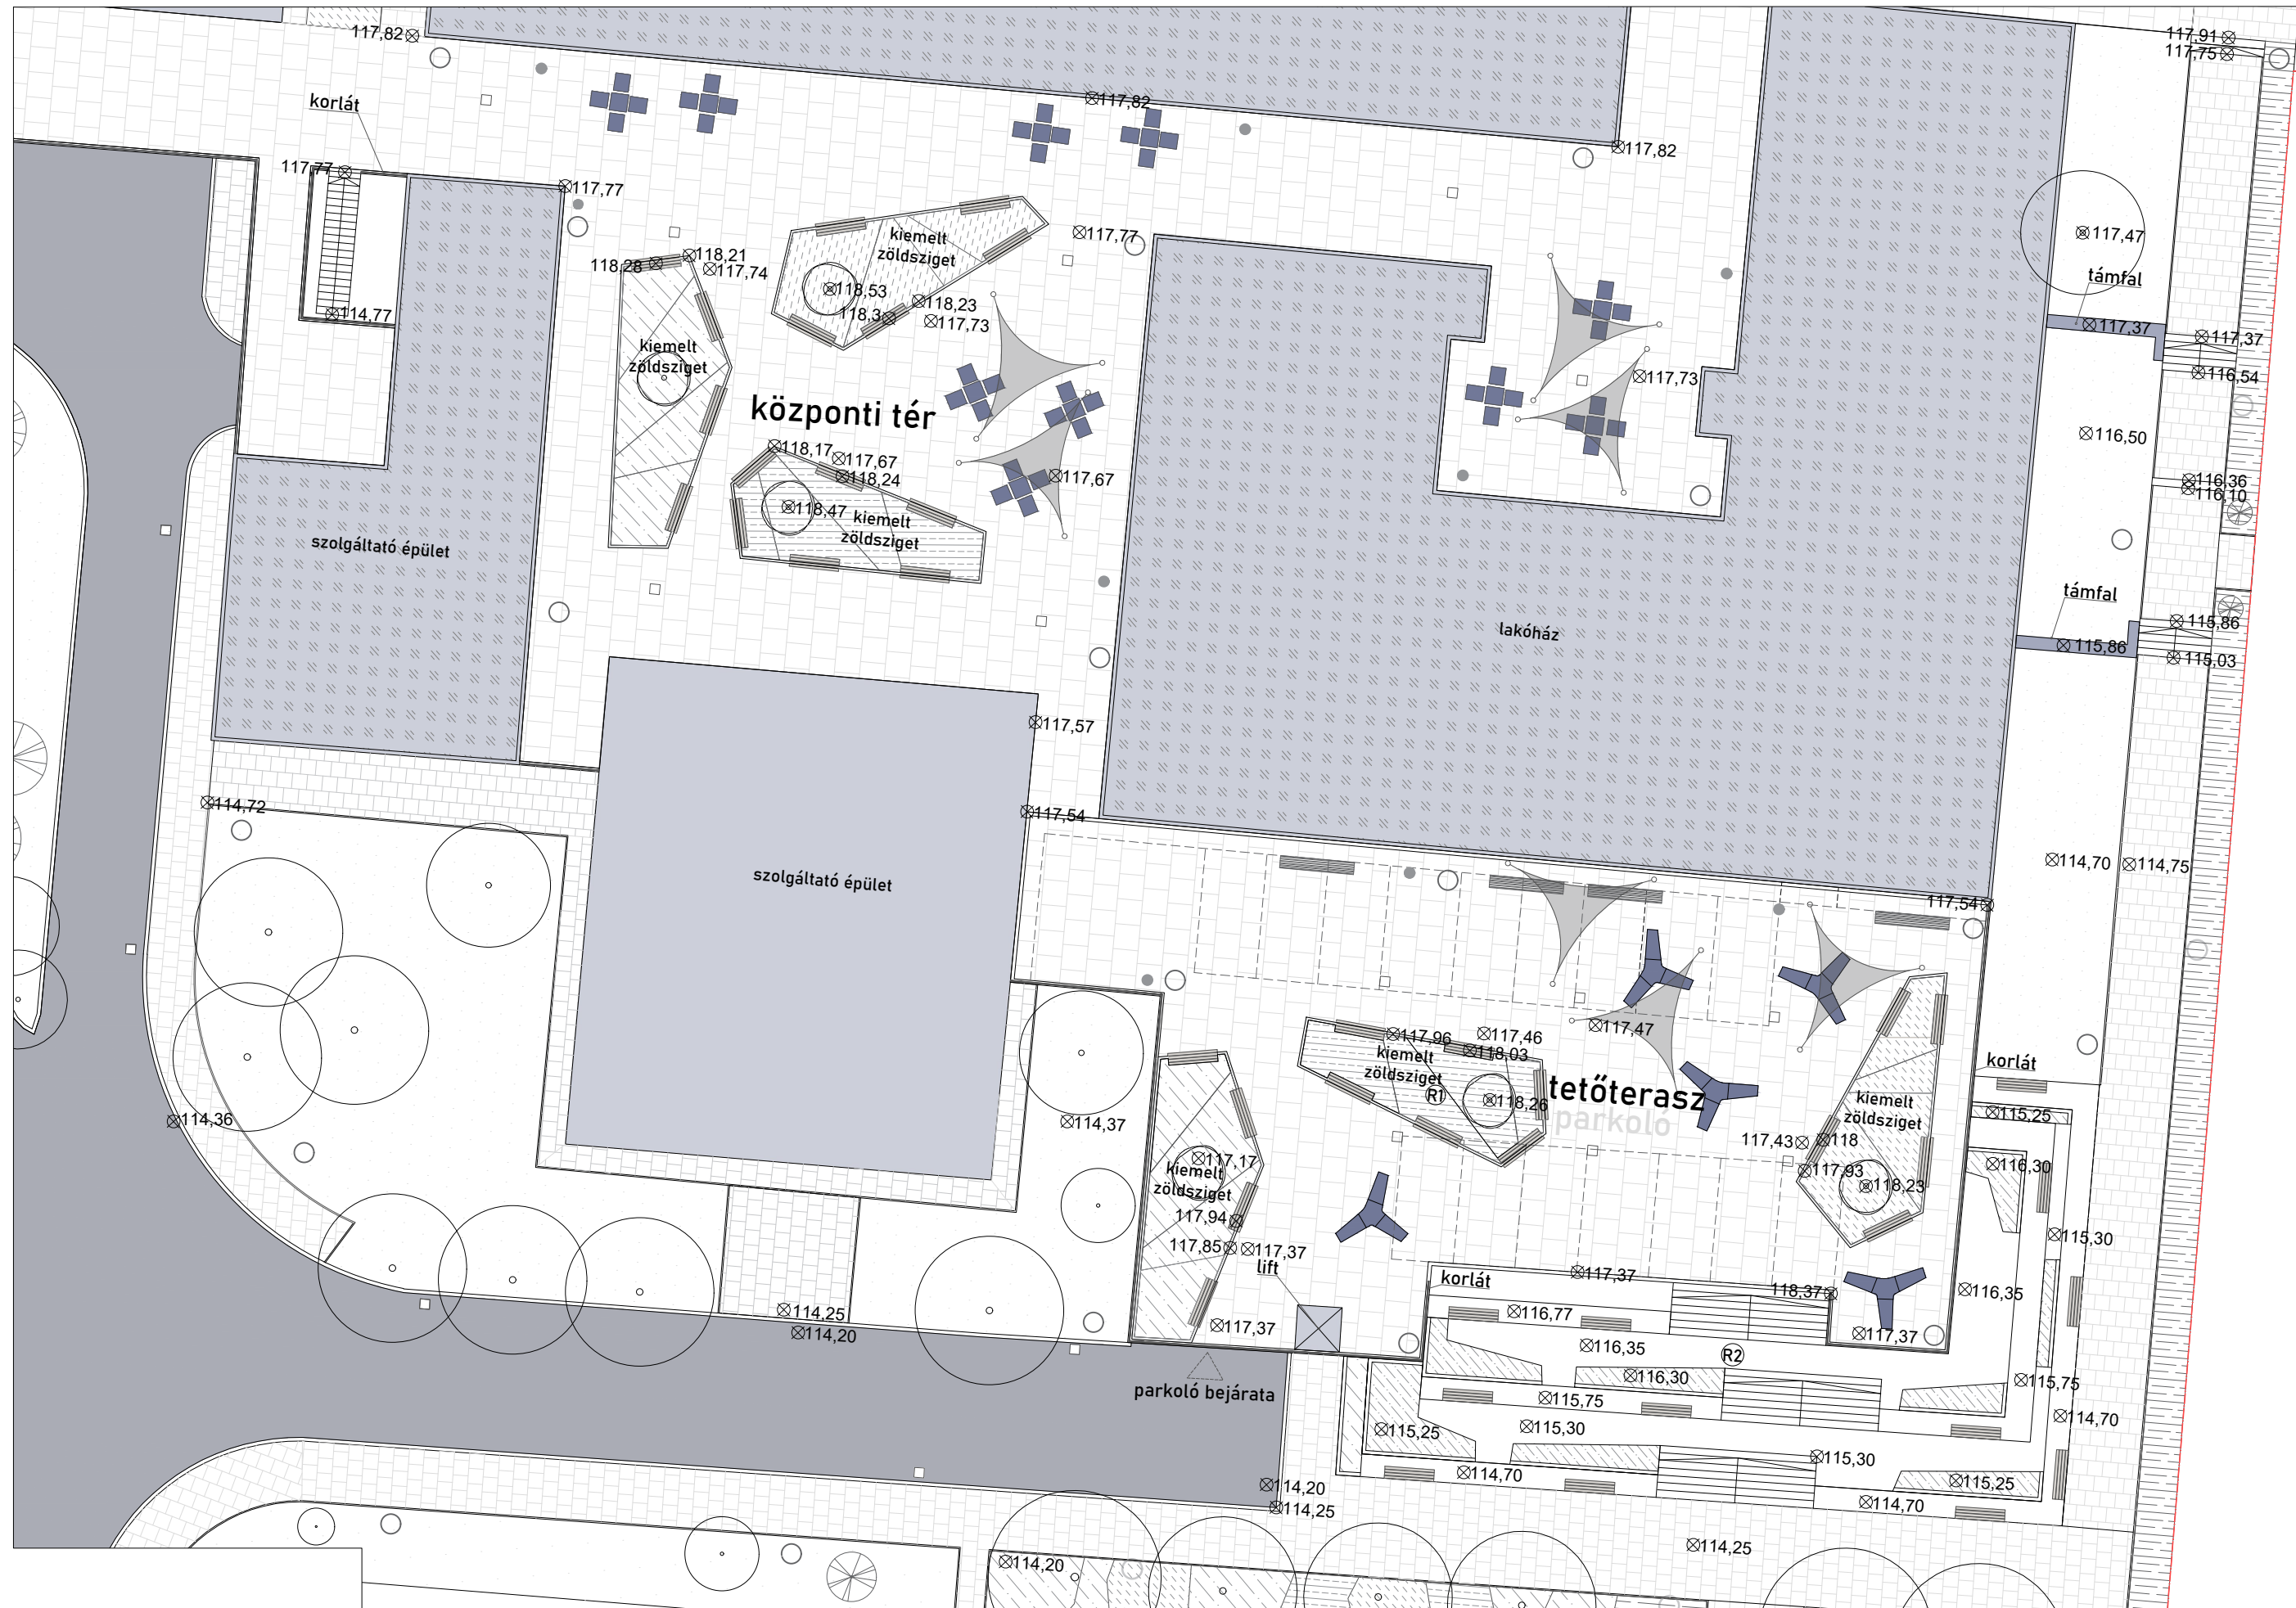 117,82
117,91
117,75
korlát
117,82
117,82
117,77
117,77
117,77
117,47
kiemelt
zöldsziget
118,21
118,28
117,74
118,53
118,23
118,3
117,73
támfal
114,77
117,37
117,37
kiemelt
zöldsziget
117,73
116,54
központi tér
116,50
118,17
117,67
118,24
117,67
116,36
116,10
118,47
kiemelt
zöldsziget
szolgáltató épület
támfal
lakóház
115,86
115,86
115,03
117,57
114,72
117,54
114,70
114,75
szolgáltató épület
117,54
117,47
117,96
117,46
118,03
kiemelt
zöldsziget
R1
118,26
tetőterasz
parkoló
korlát
kiemelt
zöldsziget
115,25
114,36
114,37
117,43
118
117,17
kiemelt
zöldsziget
117,93
118,23
116,30
117,94
117,85
117,37
lift
115,30
korlát
117,37
118,37
116,35
114,25
114,20
117,37
116,77
117,37
116,35
R2
116,30
parkoló bejárata
115,75
115,75
115,25
115,30
114,70
115,30
114,70
115,25
114,20
114,25
114,70
114,25
114,20